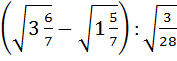 (√(3 6/7) − √(1 5/7)) : √(3/28)